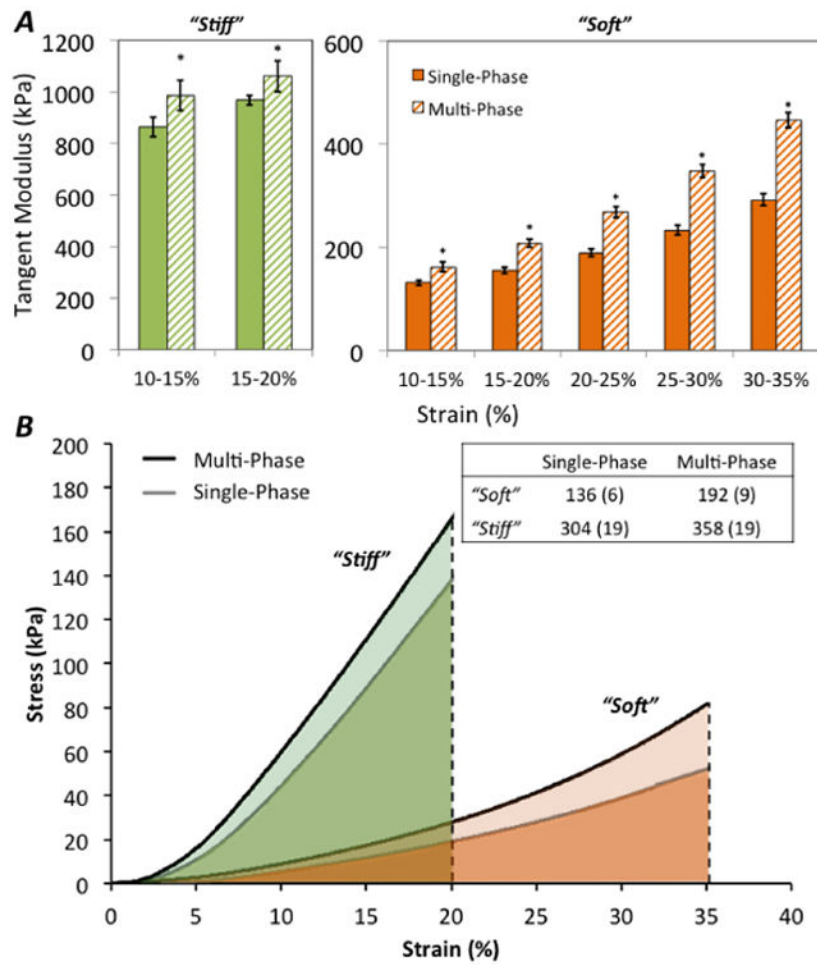 A
"Stiff"
"Soft"
Tangent Modulus (kPa)
1200
1000
800
600
400
200
0
* *
10-15% 15-20%
600
400
200
0
Single-Phase
Multi-Phase
* * * * *
10-15% 15-20% 20-25% 25-30% 30-35%
Strain (%)
B
Stress (kPa)
200
180
160
140
120
100
80
60
40
20
0
Multi-Phase
Single-Phase
Single-Phase Multi-Phase
"Soft" 136 (6) 192 (9)
"Stiff" 304 (19) 358 (19)
"Stiff"
"Soft"
0 5 10 15 20 25 30 35 40
Strain (%)